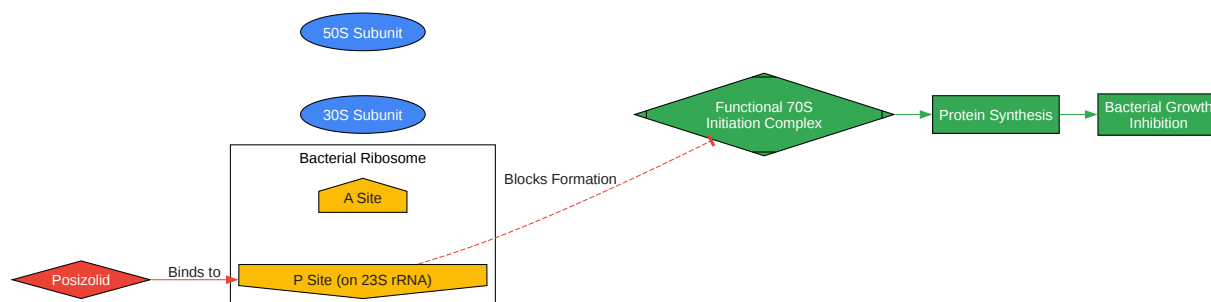 50S Subunit
30S Subunit
Bacterial Ribosome
A Site
Posizolid
Binds to
P Site (on 23S rRNA)
Blocks Formation
Functional 70S
Initiation Complex
Protein Synthesis
Bacterial Growth
Inhibition